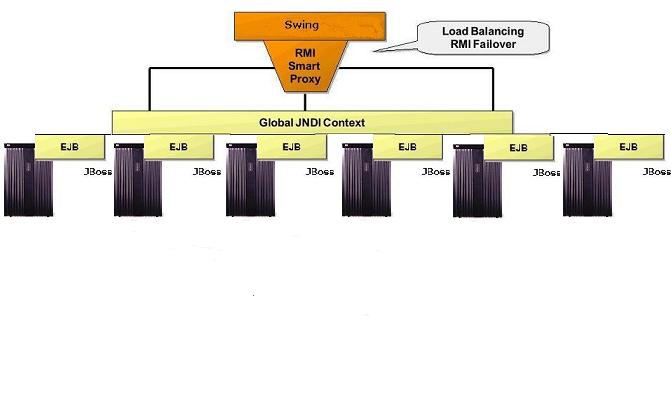 Swing
Load Balancing
RMI Failover
RMI
Smart
Proxy
Global JNDI Context
EJB EJB EJB EJB EJB EJB
JBoss JBoss JBoss JBoss JBoss JBoss